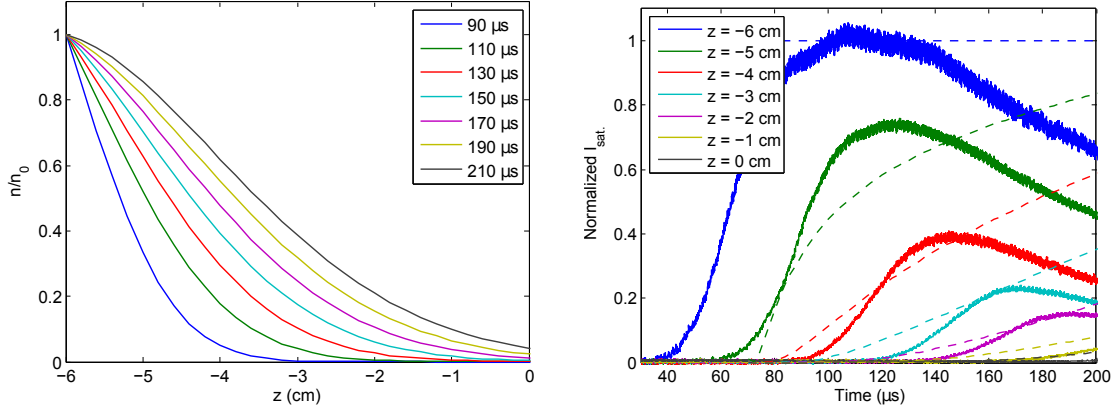 1
0.8
0.6
0.4
0.2
0
−6
−5
−4
−3
−2
−1
0
n/n0
z (cm)
90 µs
110 µs
130 µs
150 µs
170 µs
190 µs
210 µs
1
0.8
0.6
0.4
0.2
0
40
60
80
100
120
140
160
180
200
Normalized Isat.
Time (µs)
z = −6 cm
z = −5 cm
z = −4 cm
z = −3 cm
z = −2 cm
z = −1 cm
z = 0 cm